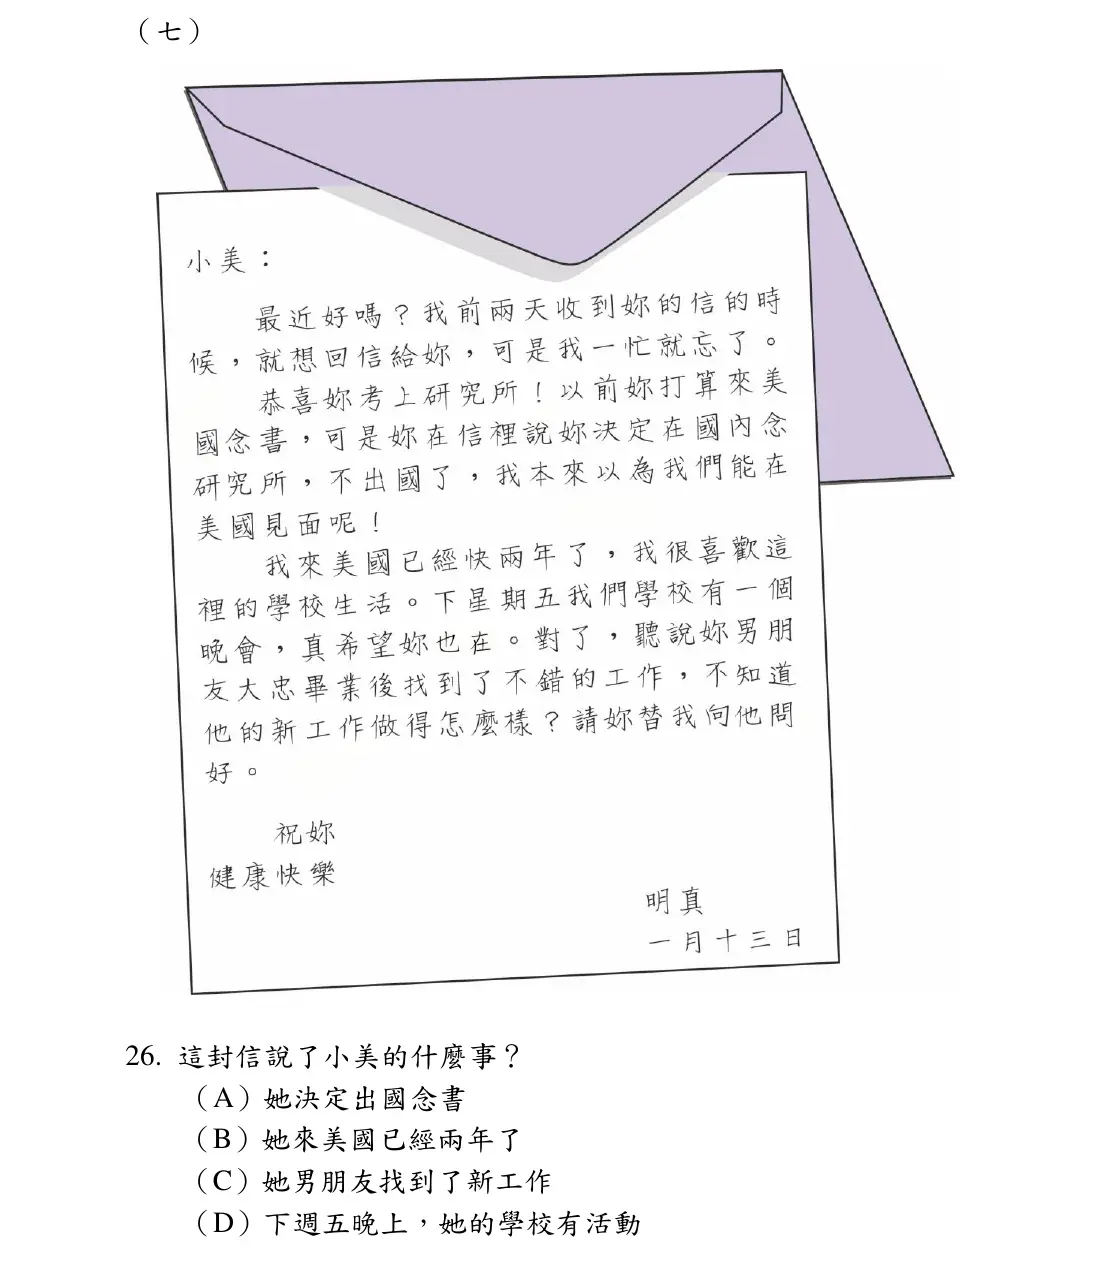 （七）
小美：
最近好嗎？我前兩天收到妳的信的時
候，就想回信給妳，可是我一忙就忘了。
恭喜妳考上研究所！以前妳打算來美
國念書，可是妳在信裡說妳決定在國內念
研究所，不出國了，我本來以為我們能在
美國見面呢！
我來美國已經快兩年了，我很喜歡這
裡的學校生活。下星期五我們學校有一個
晚會，真希望妳也在。對了，聽說妳男朋
友大忠畢業後找到了不錯的工作，不知道
他的新工作做得怎麼樣？請妳替我向他問
好。
祝妳
健康快樂
明真
一月十三日
26. 這封信說了小美的什麼事？
（A）她決定出國念書
（B）她來美國已經兩年了
（C）她男朋友找到了新工作
（D）下週五晚上，她的學校有活動